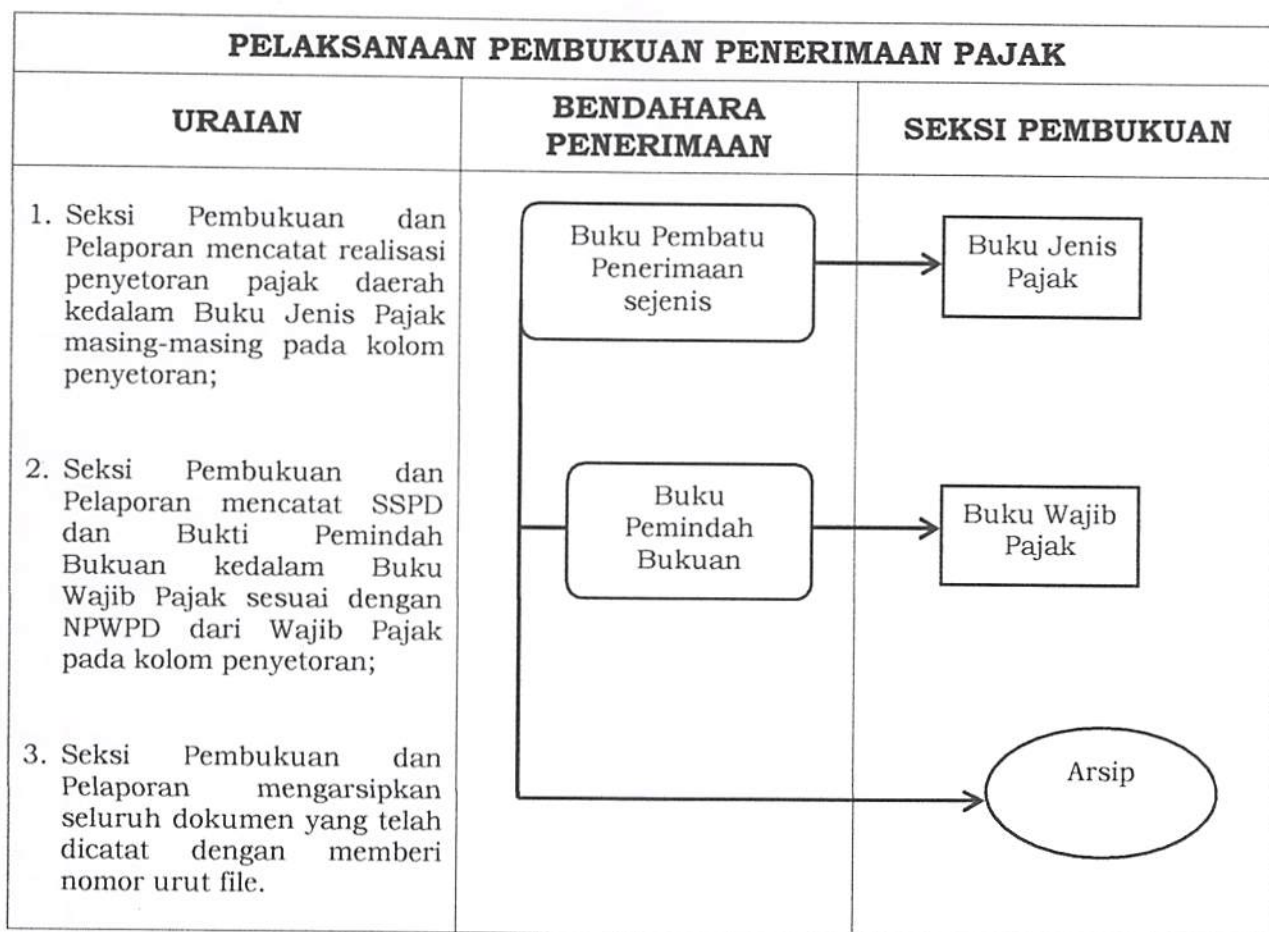 PELAKSANAAN PEMBUKUAN PENERIMAAN PAJAK
URAIAN
BENDAHARA
PENERIMAAN
SEKSI PEMBUKUAN
1. Seksi Pembukuan dan
Pelaporan mencatat realisasi
penyetoran pajak daerah
kedalam Buku Jenis Pajak
masing-masing pada kolom
penyetoran;
Buku Pembatu
Penerimaan
sejenis
Buku Jenis
Pajak
2. Seksi Pembukuan dan
Pelaporan mencatat SSPD
dan Bukti Pemindah
Bukuan kedalam Buku
Wajib Pajak sesuai dengan
NPWPD dari Wajib Pajak
pada kolom penyetoran;
Buku
Pemindah
Bukuan
Buku Wajib
Pajak
3. Seksi Pembukuan dan
Pelaporan mengarsipkan
seluruh dokumen yang telah
dicatat dengan memberi
nomor urut file.
Arsip